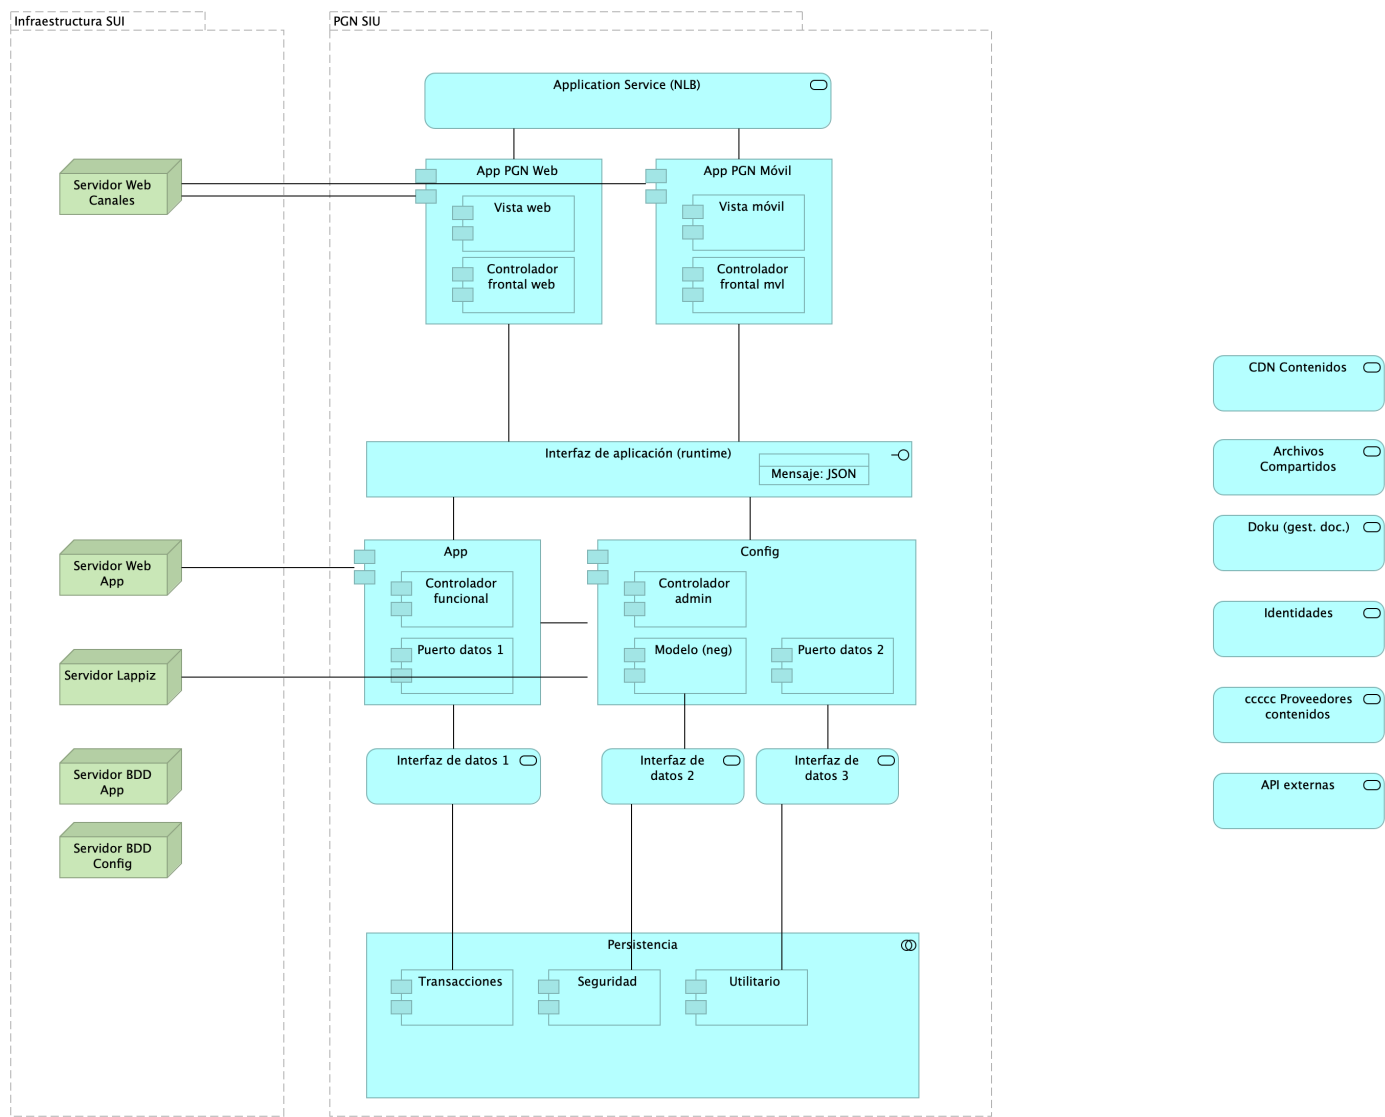 Infraestructura SUI
PGN SIU
Application Service (NLB)
Servidor Web
Canales
App PGN Web
Vista web
Controlador
frontal web
App PGN Móvil
Vista móvil
Controlador
frontal mvl
Interfaz de aplicación (runtime)
Mensaje: JSON
Servidor Web
App
App
Controlador
funcional
Puerto datos 1
Config
Controlador
admin
Modelo (neg)
Puerto datos 2
Servidor Lappiz
Servidor BDD
App
Servidor BDD
Config
Interfaz de datos 1
Interfaz de
datos 2
Interfaz de
datos 3
Persistencia
Transacciones
Seguridad
Utilitario
CDN Contenidos
Archivos
Compartidos
Doku (gest. doc.)
Identidades
ccccc Proveedores
contenidos
API externas